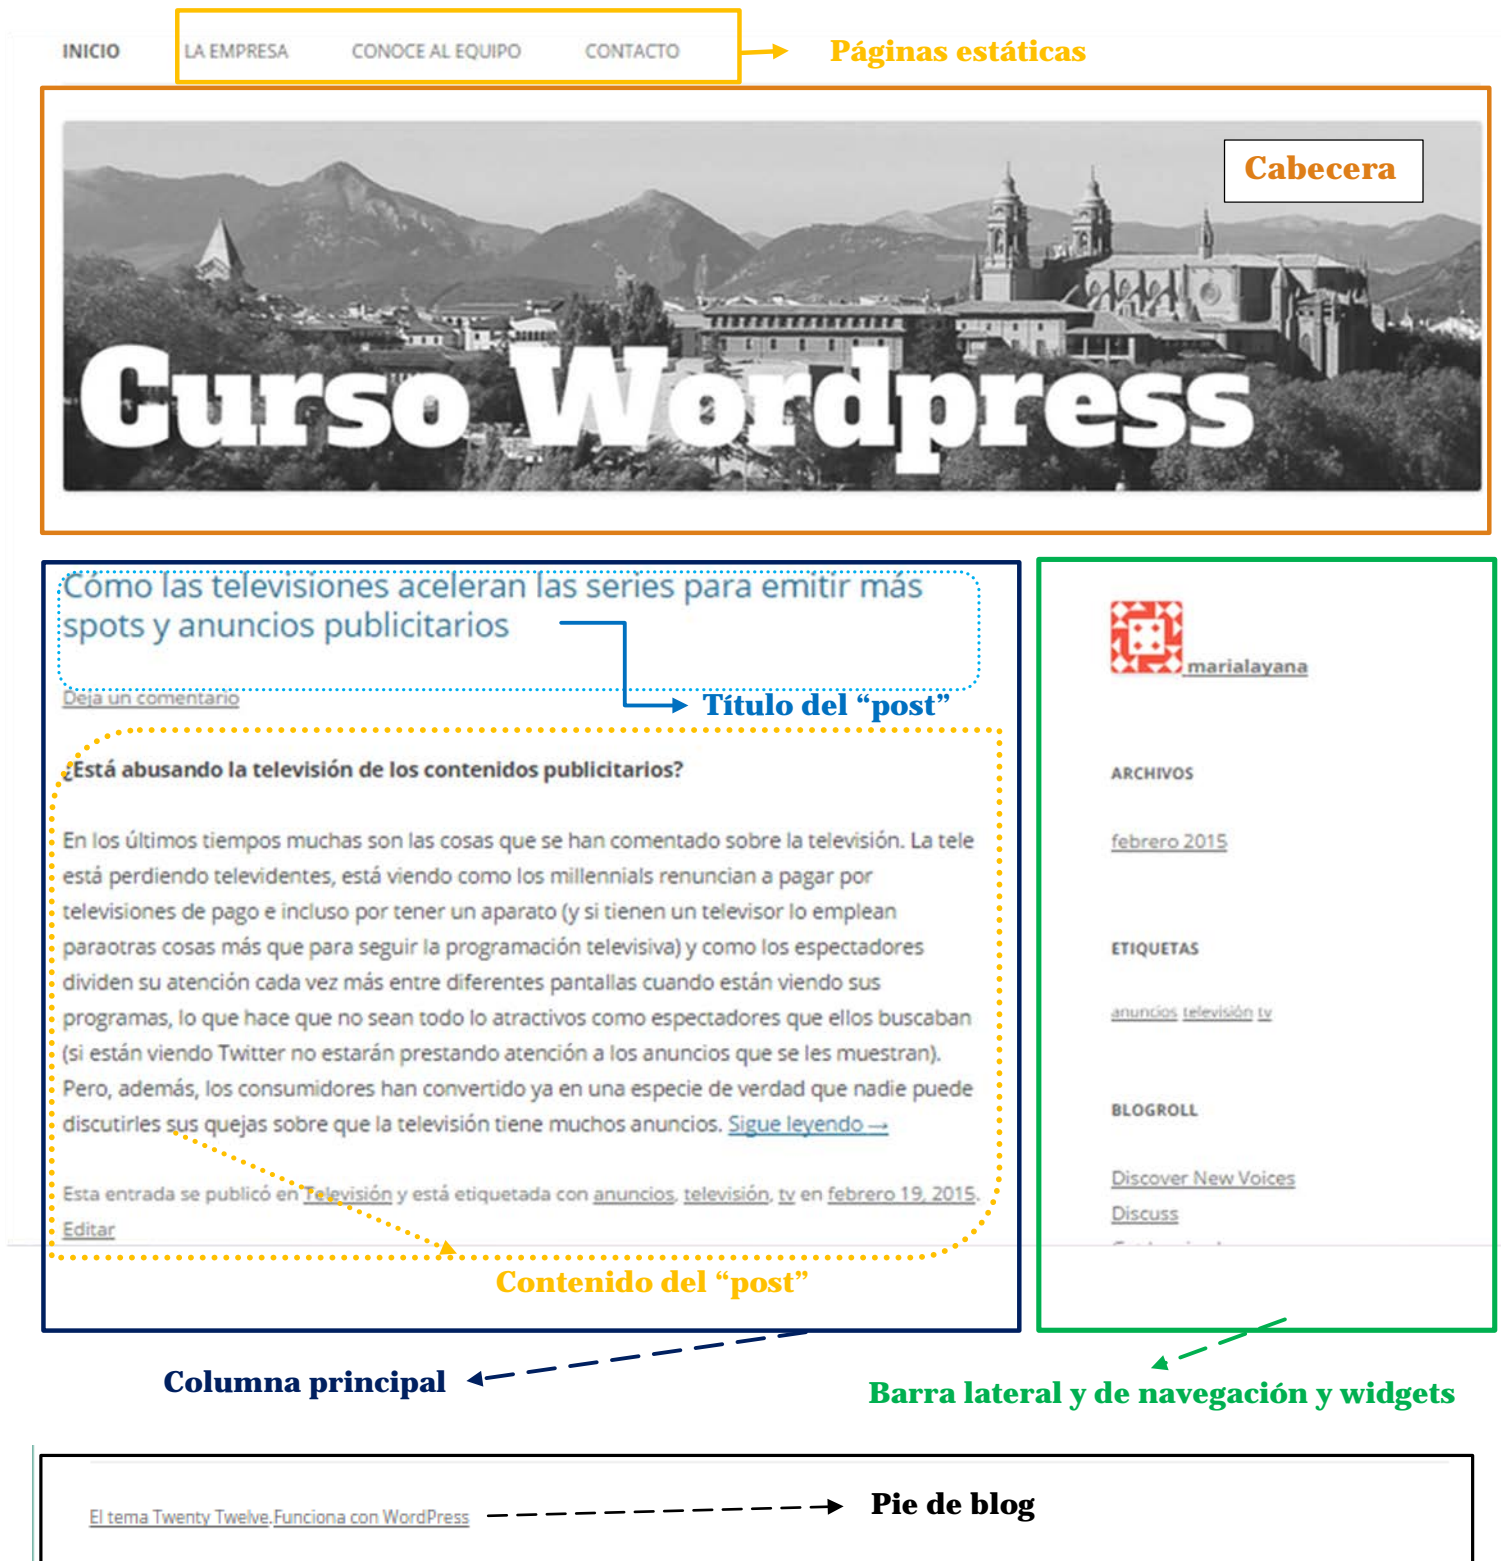 INICIO LA EMPRESA CONOCE AL EQUIPO CONTACTO Páginas estáticas
Cabecera
Curso Wordpress
Cómo las televisiones aceleran las series para emitir más
spots y anuncios publicitarios
Deja un comentario
Título del “post”
¿Está abusando la televisión de los contenidos publicitarios?
En los últimos tiempos muchas son las cosas que se han comentado sobre la televisión. La tele
está perdiendo televidentes, está viendo como los millennials renuncian a pagar por
televisiones de pago e incluso por tener un aparato (y si tienen un televisor lo emplean
paraotras cosas más que para seguir la programación televisiva) y como los espectadores
dividen su atención cada vez más entre diferentes pantallas cuando están viendo sus
programas, lo que hace que no sean todo lo atractivos como espectadores que ellos buscaban
(si están viendo Twitter no estarán prestando atención a los anuncios que se les muestran).
Pero, además, los consumidores han convertido ya en una especie de verdad que nadie puede
discutirles sus quejas sobre que la televisión tiene muchos anuncios. Sigue leyendo →
Esta entrada se publicó en Televisión y está etiquetada con anuncios, televisión, tv en febrero 19, 2015.
Editar
Contenido del “post”
marialayana
ARCHIVOS
febrero 2015
ETIQUETAS
anuncios televisión tv
BLOGROLL
Discover New Voices
Discuss
Columna principal
Barra lateral y de navegación y widgets
El tema Twenty Twelve.Funciona con WordPress
Pie de blog